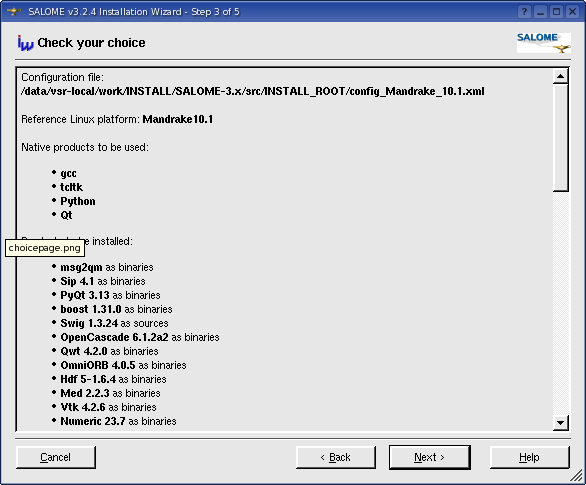 SALOME v3.2.4 Installation Wizard - Step 3 of 5
iw Check your choice
SALOME
Configuration file:
/data/vsr-local/work/INSTALL/SALOME-3.x/src/INSTALL_ROOT/config_Mandrake_10.1.xml
Reference Linux platform: Mandrake10.1
Native products to be used:
• gcc
• tcltk
• Python
• Qt
be installed:
choicepage.png
• msg2qm as binaries
• Sip 4.1 as binaries
• PyQt 3.13 as binaries
• boost 1.31.0 as binaries
• Swig 1.3.24 as sources
• OpenCascade 6.1.2a2 as binaries
• Qwt 4.2.0 as binaries
• OmniORB 4.0.5 as binaries
• Hdf 5-1.6.4 as binaries
• Med 2.2.3 as binaries
• Vtk 4.2.6 as binaries
• Numeric 23.7 as binaries
Cancel
< Back
Next >
Help